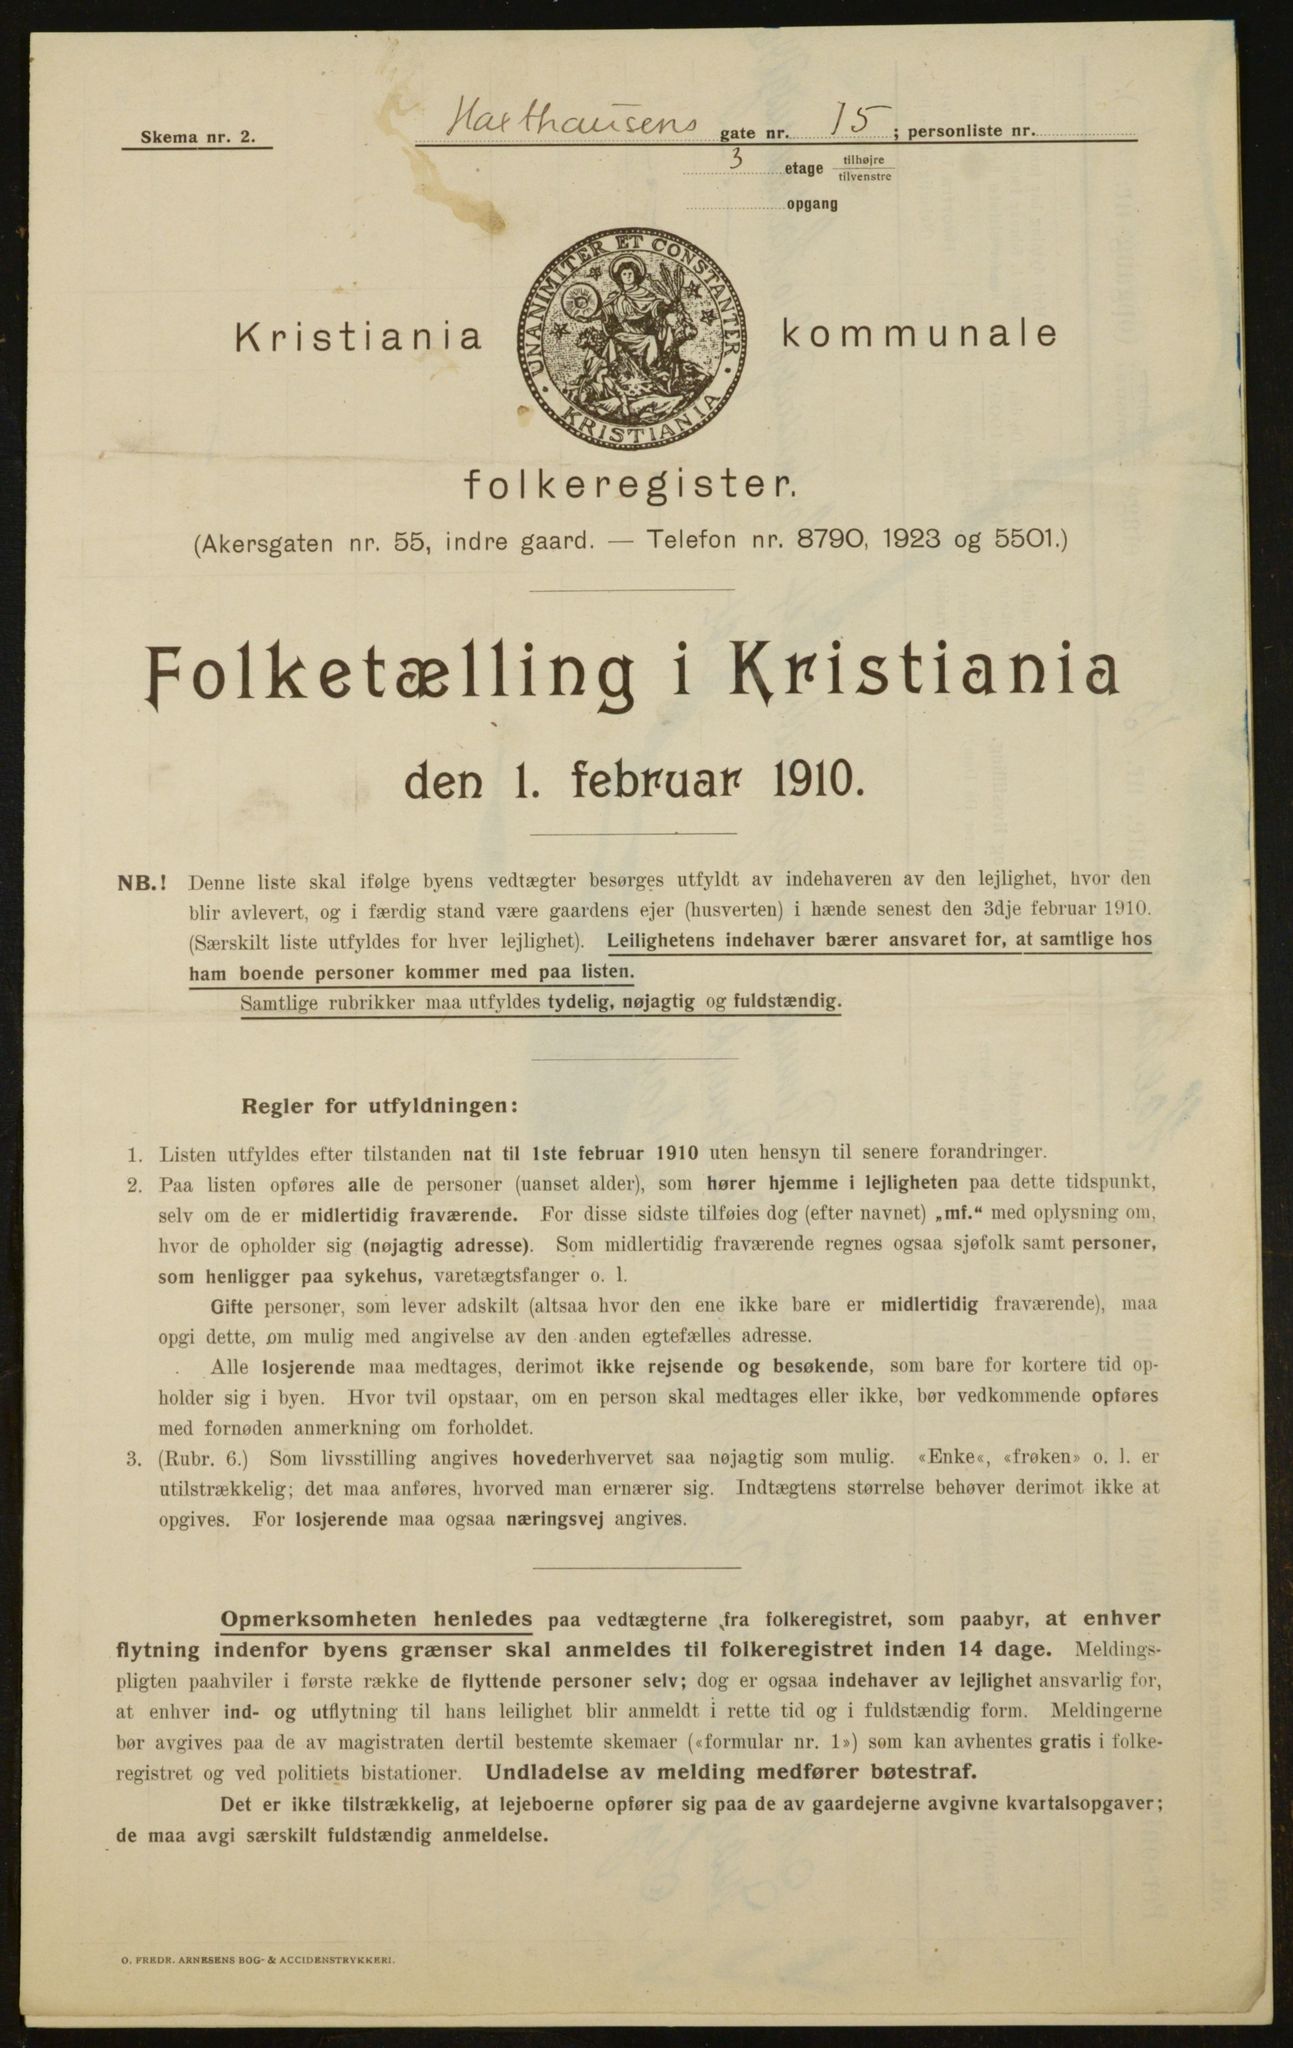 Skema nr. 2.
Haxthausens gate nr. 15; personliste nr.
3 etage tilhøjre
tilvenstre
opgang
UNANIMITER ET CONSTANTER
KRISTIANIA
Kristiania kommunale
folkeregister.
(Akersgaten nr. 55, indre gaard. — Telefon nr. 8790, 1923 og 5501.)
Folketælling i Kristiania
den 1. februar 1910.
NB.! Denne liste skal ifølge byens vedtægter besørges utfyldt av indehaveren av den lejlighet, hvor den
blir avlevert, og i færdig stand være gaardens ejer (husverten) i hænde senest den 3dje februar 1910.
(Særskilt liste utfyldes for hver lejlighet). Leilighetens indehaver bærer ansvaret for, at samtlige hos
ham boende personer kommer med paa listen.
Samtlige rubrikker maa utfyldes tydelig, nøjagtig og fuldstændig.
Regler for utfyldningen:
1. Listen utfyldes efter tilstanden nat til 1ste februar 1910 uten hensyn til senere forandringer.
2. Paa listen opføres alle de personer (uanset alder), som hører hjemme i lejligheten paa dette tidspunkt,
selv om de er midlertidig fraværende. For disse sidste tilføies dog (efter navnet) „mf.“ med oplysning om,
hvor de opholder sig (nøjagtig adresse). Som midlertidig fraværende regnes ogsaa sjøfolk samt personer,
som henligger paa sykehus, varetægtsfanger o. l.
Gifte personer, som lever adskilt (altsaa hvor den ene ikke bare er midlertidig fraværende), maa
opgi dette, om mulig med angivelse av den anden egtefælles adresse.
Alle losjerende maa medtages, derimot ikke rejsende og besøkende, som bare for kortere tid op-
holder sig i byen. Hvor tvil opstaar, om en person skal medtages eller ikke, bør vedkommende opføres
med fornøden anmerkning om forholdet.
3. (Rubr. 6.) Som livsstilling angives hovederhvervet saa nøjagtig som mulig. «Enke«, «frøken» o. l. er
utilstrækkelig; det maa anføres, hvorved man ernærer sig. Indtægtens størrelse behøver derimot ikke at
opgives. For losjerende maa ogsaa næringsvej angives.
Opmerksomheten henledes paa vedtægterne fra folkeregistret, som paabyr, at enhver
flytning indenfor byens grænser skal anmeldes til folkeregistret inden 14 dage. Meldings-
pligten paahviler i første række de flyttende personer selv; dog er ogsaa indehaver av lejlighet ansvarlig for,
at enhver ind- og utflytning til hans leilighet blir anmeldt i rette tid og i fuldstændig form. Meldingerne
bør avgives paa de av magistraten dertil bestemte skemaer («formular nr. 1») som kan avhentes gratis i folke-
registret og ved politiets bistationer. Undladelse av melding medfører bøtestraf.
Det er ikke tilstrækkelig, at lejeboerne opfører sig paa de av gaardejerne avgivne kvartalsopgaver;
de maa avgi særskilt fuldstændig anmeldelse.
O. FREDR. ARNESENS BOG- & ACCIDENSTRYKKERI.